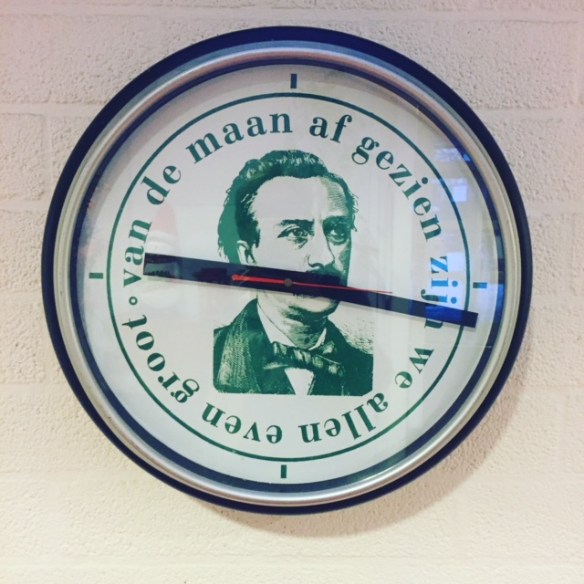 van de maan af gezien zijn we allen even groot •